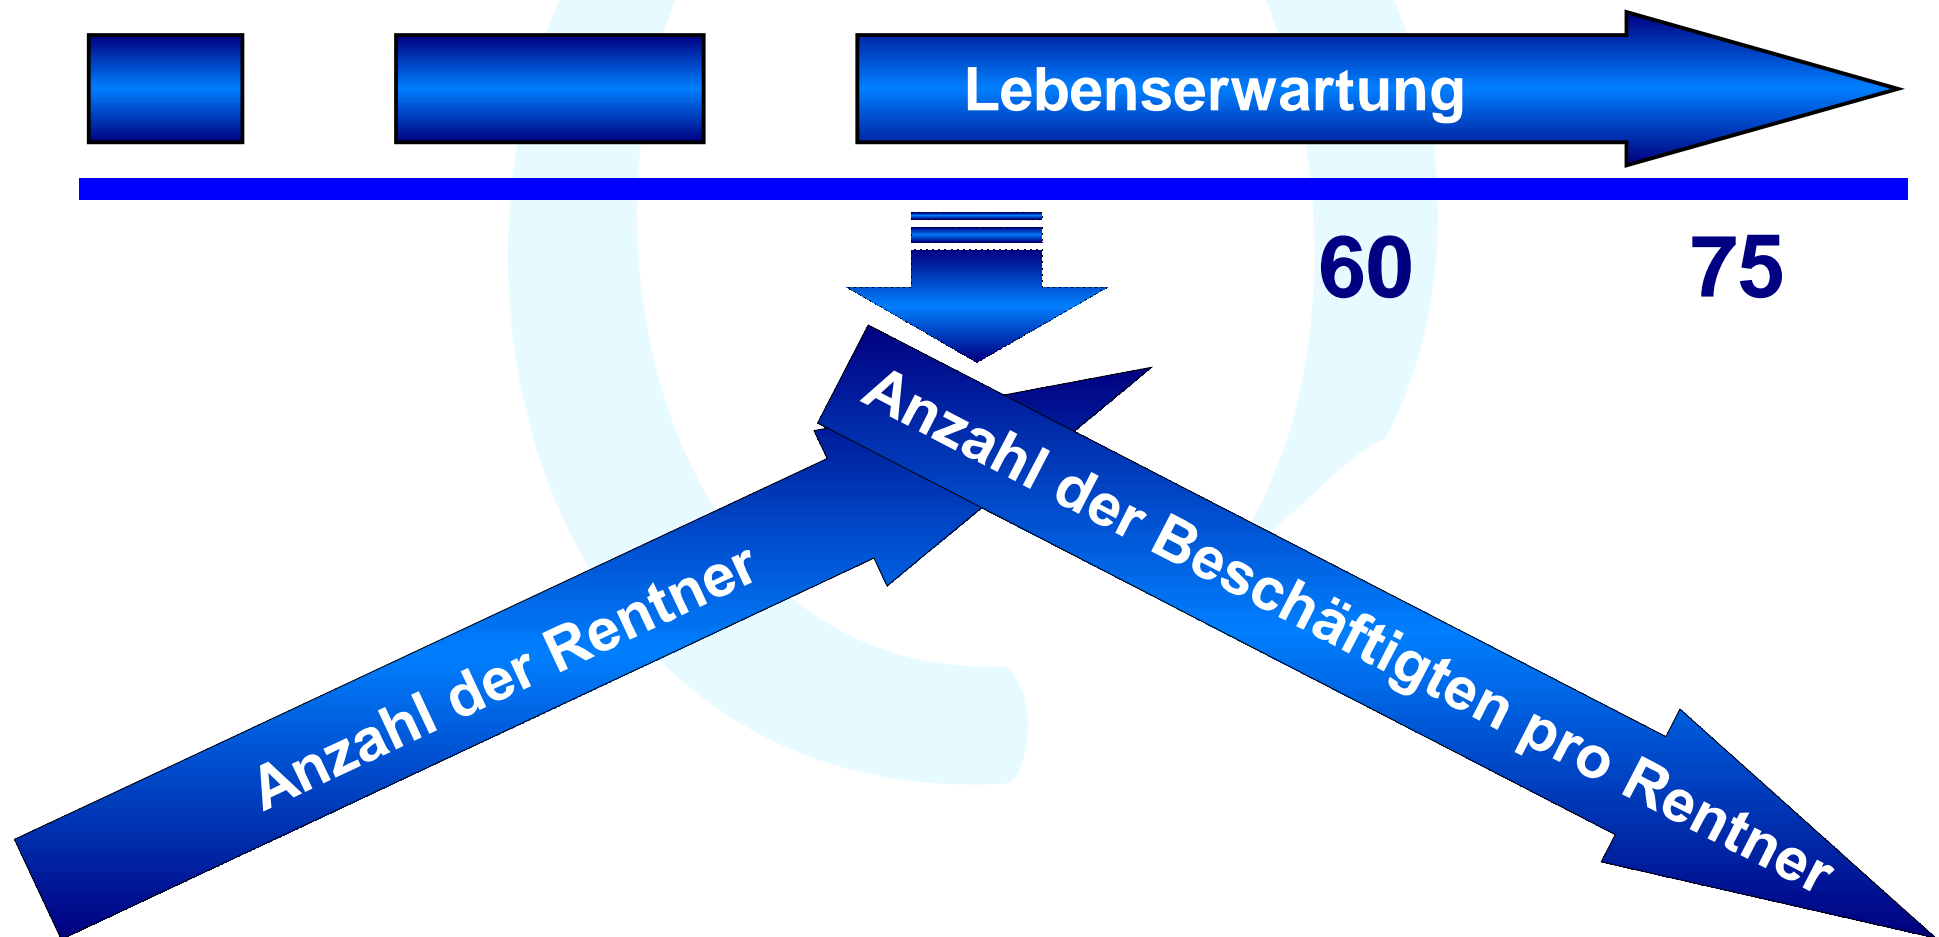 Lebenserwartung
60 75
Anzahl der Rentner
Anzahl der Beschäftigten pro Rentner